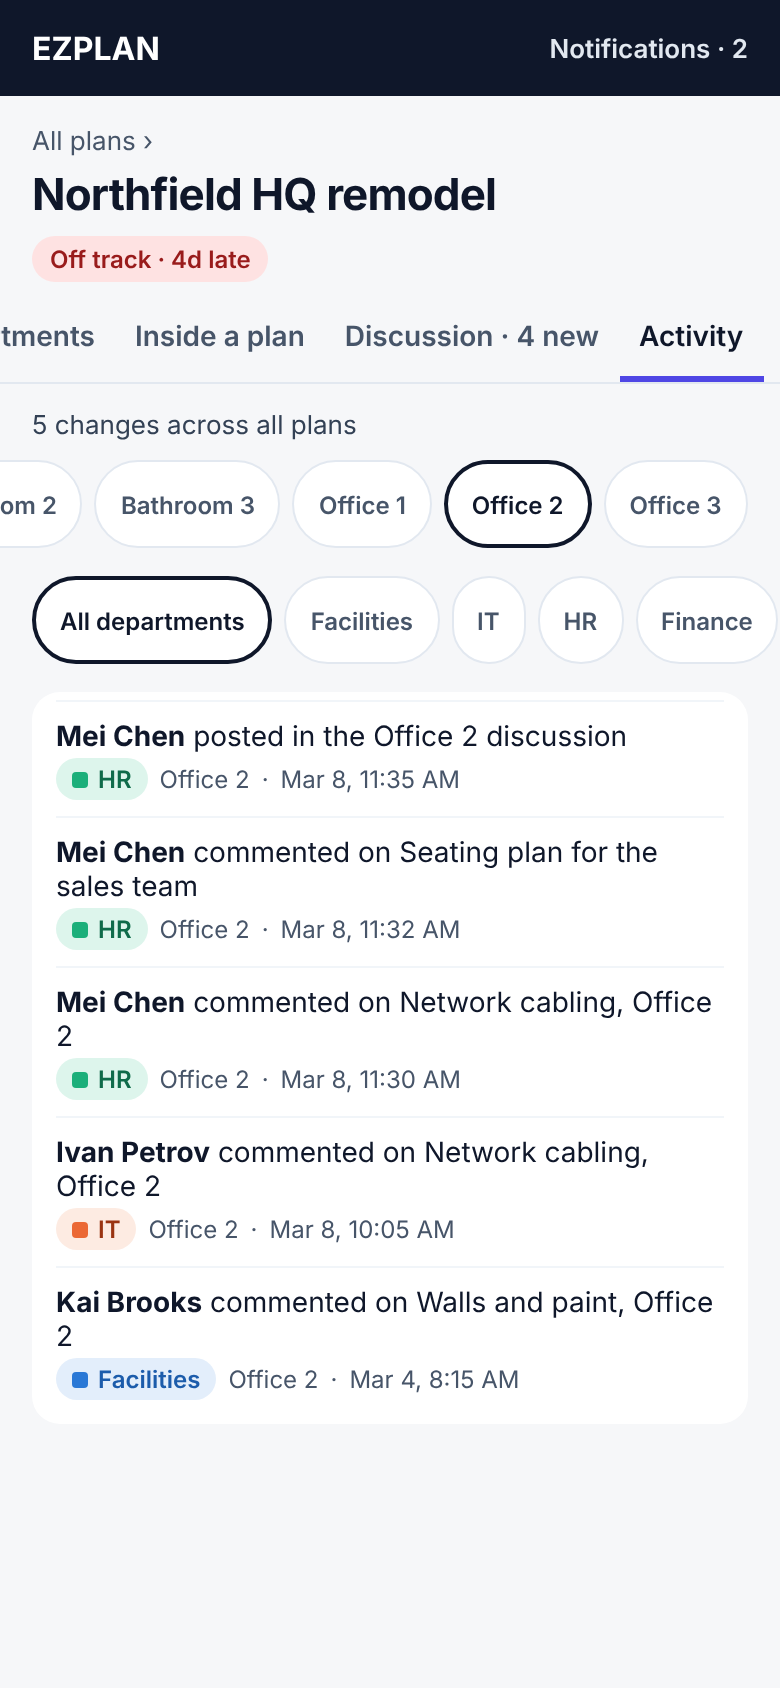 EZPLAN
Notifications · 2
All plans ›
Northfield HQ remodel
Off track · 4d late
tments Inside a plan Discussion · 4 new Activity
5 changes across all plans
om 2 Bathroom 3 Office 1 Office 2 Office 3
All departments Facilities IT HR Finance
Mei Chen posted in the Office 2 discussion
HR Office 2 · Mar 8, 11:35 AM
Mei Chen commented on Seating plan for the
sales team
HR Office 2 · Mar 8, 11:32 AM
Mei Chen commented on Network cabling, Office
2
HR Office 2 · Mar 8, 11:30 AM
Ivan Petrov commented on Network cabling,
Office 2
IT Office 2 · Mar 8, 10:05 AM
Kai Brooks commented on Walls and paint, Office
2
Facilities Office 2 · Mar 4, 8:15 AM